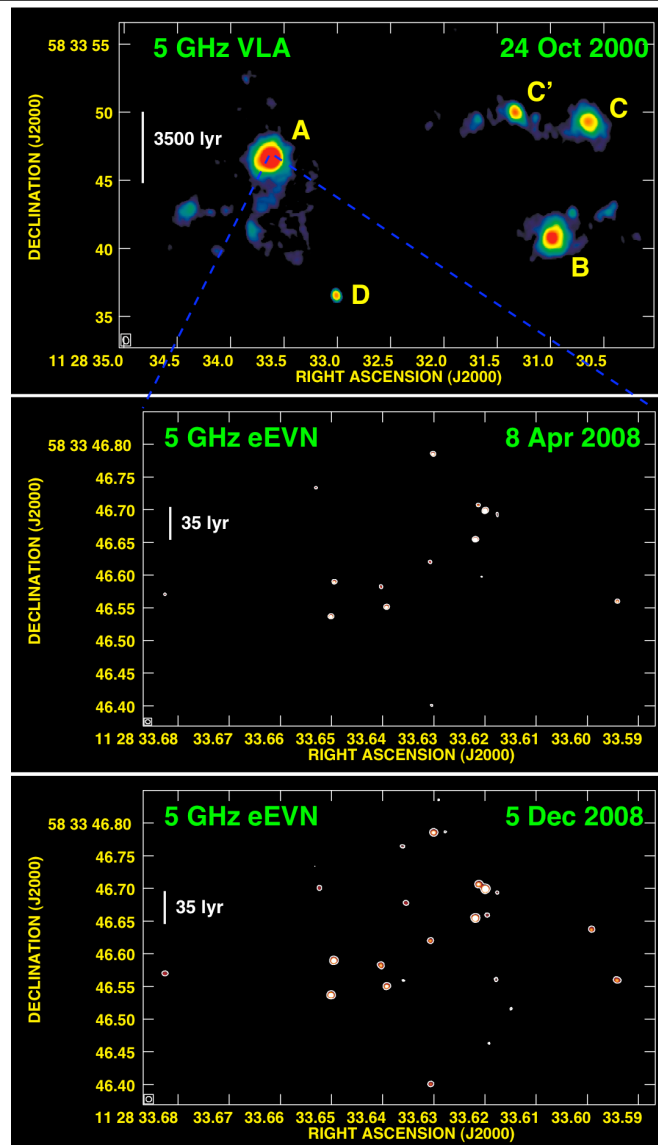 5 GHz VLA 24 Oct 2000
58 33 55
50
45
40
35
DECLINATION (J2000)
3500 lyr
A
C'
C
B
D
11 28 35.0 34.5 34.0 33.5 33.0 32.5 32.0 31.5 31.0 30.5
RIGHT ASCENSION (J2000)
5 GHz eEVN 8 Apr 2008
58 33 46.80
46.75
46.70
46.65
46.60
46.55
46.50
46.45
46.40
DECLINATION (J2000)
35 lyr
11 28 33.68 33.67 33.66 33.65 33.64 33.63 33.62 33.61 33.60 33.59
RIGHT ASCENSION (J2000)
5 GHz eEVN 5 Dec 2008
58 33 46.80
46.75
46.70
46.65
46.60
46.55
46.50
46.45
46.40
DECLINATION (J2000)
35 lyr
11 28 33.68 33.67 33.66 33.65 33.64 33.63 33.62 33.61 33.60 33.59
RIGHT ASCENSION (J2000)